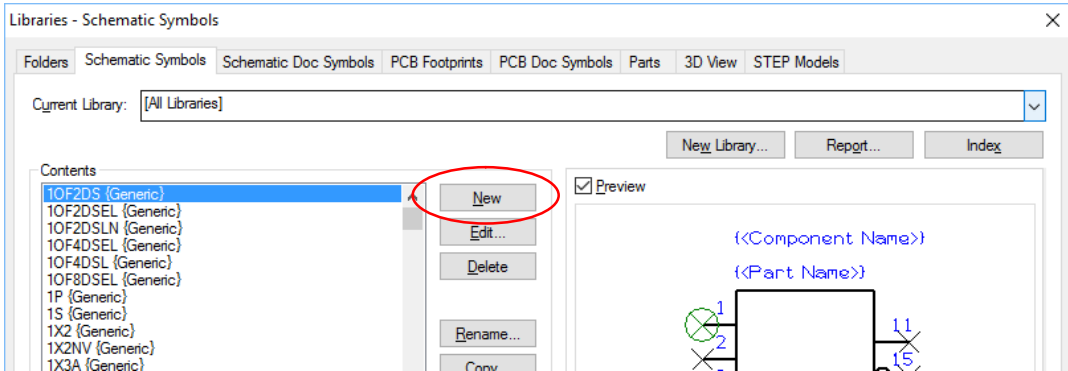 Libraries - Schematic Symbols
Folders Schematic Symbols Schematic Doc Symbols PCB Footprints PCB Doc Symbols Parts 3D View STEP Models
Current Library: [All Libraries]
New Library... Report... Index
Contents
1OF2DS {Generic}
1OF2DSEL {Generic}
1OF2DSLN {Generic}
1OF4DSEL {Generic}
1OF4DSL {Generic}
1OF8DSEL {Generic}
1P {Generic}
1S {Generic}
1X2 {Generic}
1X2NV {Generic}
1X3A {Generic}
New
Edit...
Delete
Rename...
Copy
Preview
{<Component Name>}
{<Part Name>}
1
11
2
15